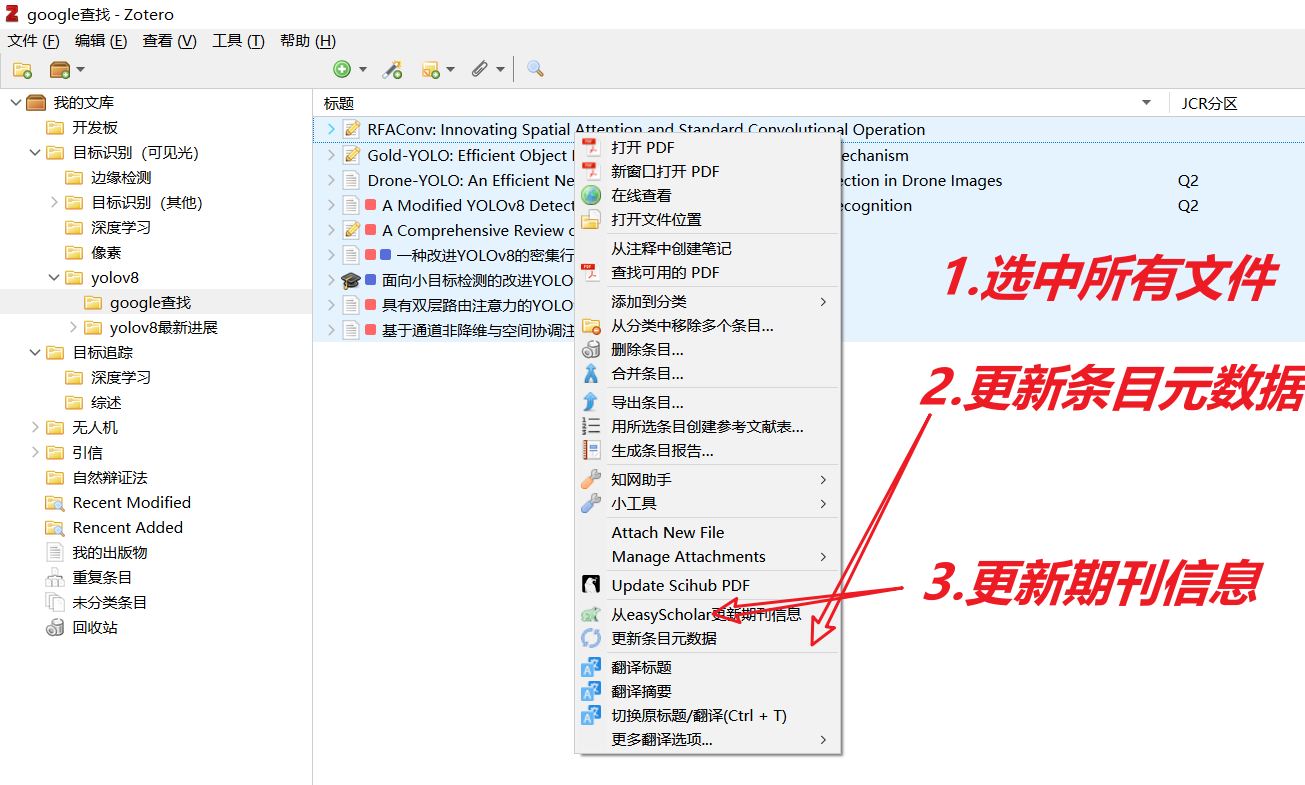 google查找 - Zotero
文件 (F) 编辑 (E) 查看 (V) 工具 (T) 帮助 (H)
我的文库
开发板
目标识别（可见光）
边缘检测
目标识别（其他）
深度学习
像素
yolov8
google查找
yolov8最新进展
目标追踪
深度学习
综述
无人机
引信
自然辩证法
Recent Modified
Rencent Added
我的出版物
重复条目
未分类条目
回收站
标题 JCR分区
RFAConv: Innovating Spatial Attention and Standard Convolutional Operation
Gold-YOLO: Efficient Object echanism
Drone-YOLO: An Efficient Ne ection in Drone Images Q2
A Modified YOLOv8 Detect ecognition Q2
A Comprehensive Review
一种改进YOLOv8的密集行
面向小目标检测的改进YOLO
具有双层路由注意力的YOLO
基于通道非降维与空间协调注
打开 PDF
新窗口打开 PDF
在线查看
打开文件位置
从注释中创建笔记
查找可用的 PDF
添加到分类
从分类中移除多个条目...
删除条目...
合并条目...
导出条目...
用所选条目创建参考文献表...
生成条目报告...
知网助手
小工具
Attach New File
Manage Attachments
Update Scihub PDF
从easyScholar更新期刊信息
更新条目元数据
翻译标题
翻译摘要
切换原标题/翻译(Ctrl + T)
更多翻译选项...
1.选中所有文件
2.更新条目元数据
3.更新期刊信息